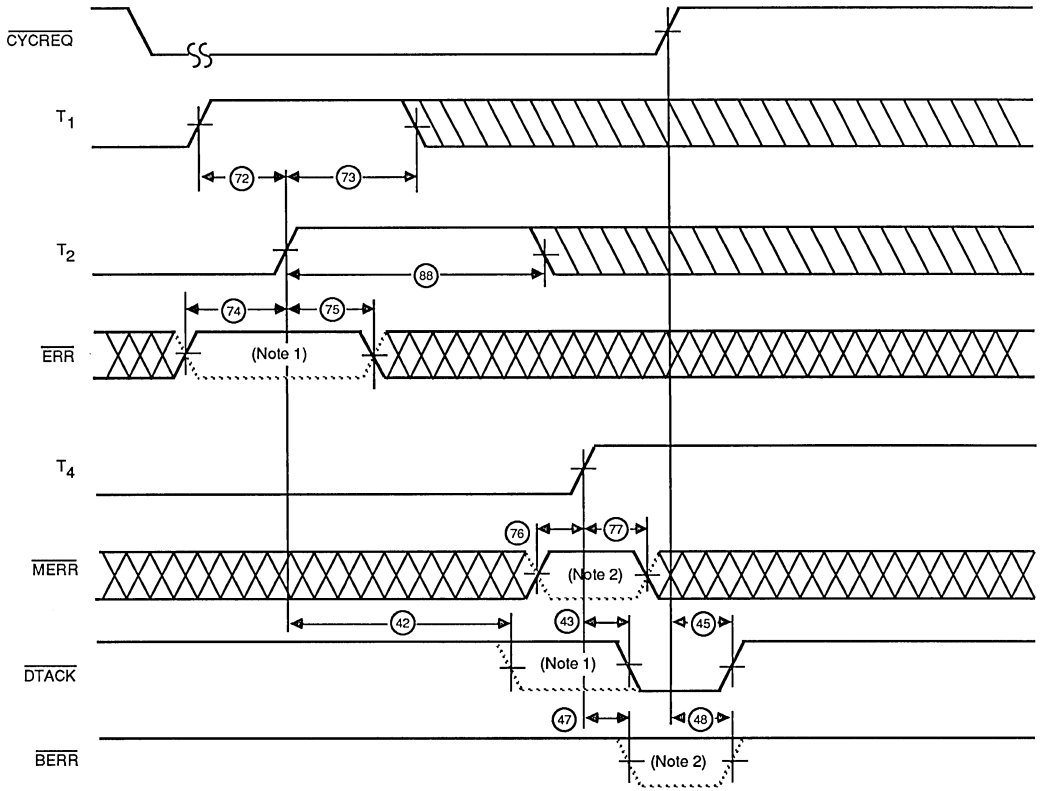 CYCREQ
T1
72
73
T2
88
74
75
ERR
(Note 1)
T4
76
77
MERR
(Note 2)
42
43
45
DTACK
(Note 1)
47
48
BERR
(Note 2)